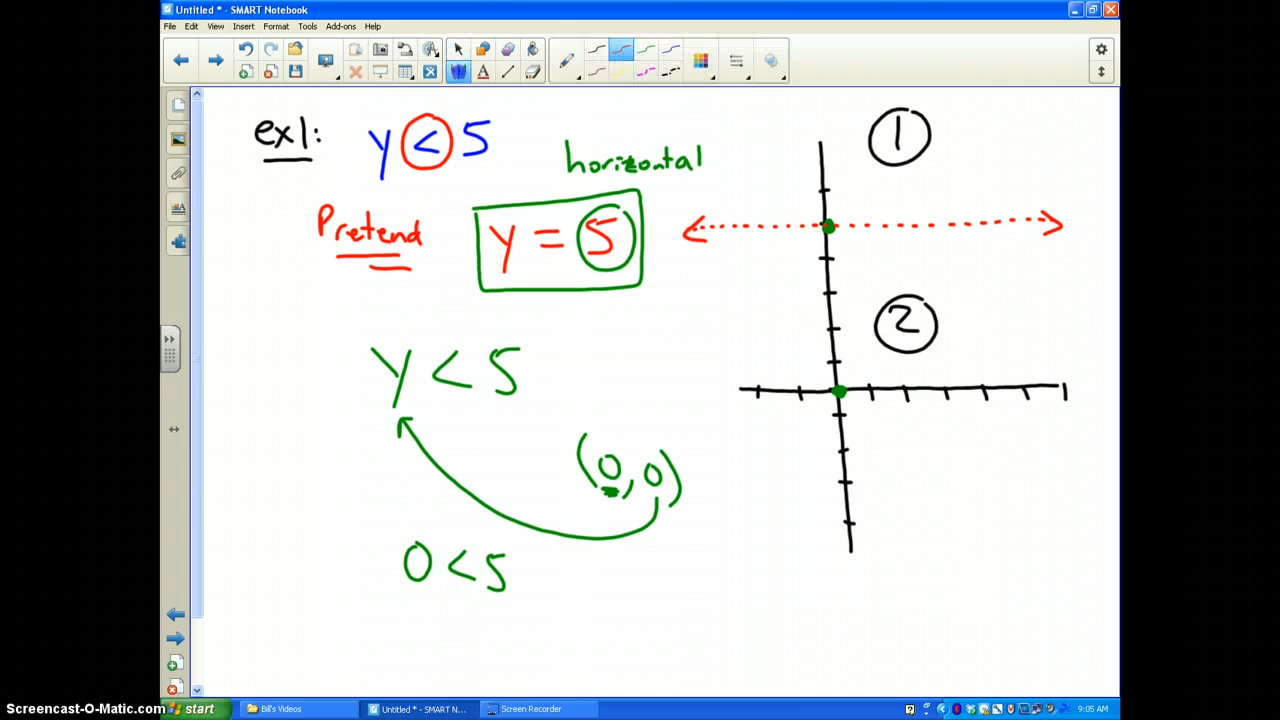 Untitled * - SMART Notebook
File Edit View Insert Format Tools Add-ons Help
ex1: y < 5
horizontal
1
Pretend y = 5
2
y < 5
(0, 0)
0 < 5
Screencast-O-Matic.com
start Bill's Videos Untitled * - SMART N... Screen Recorder 9:05 AM